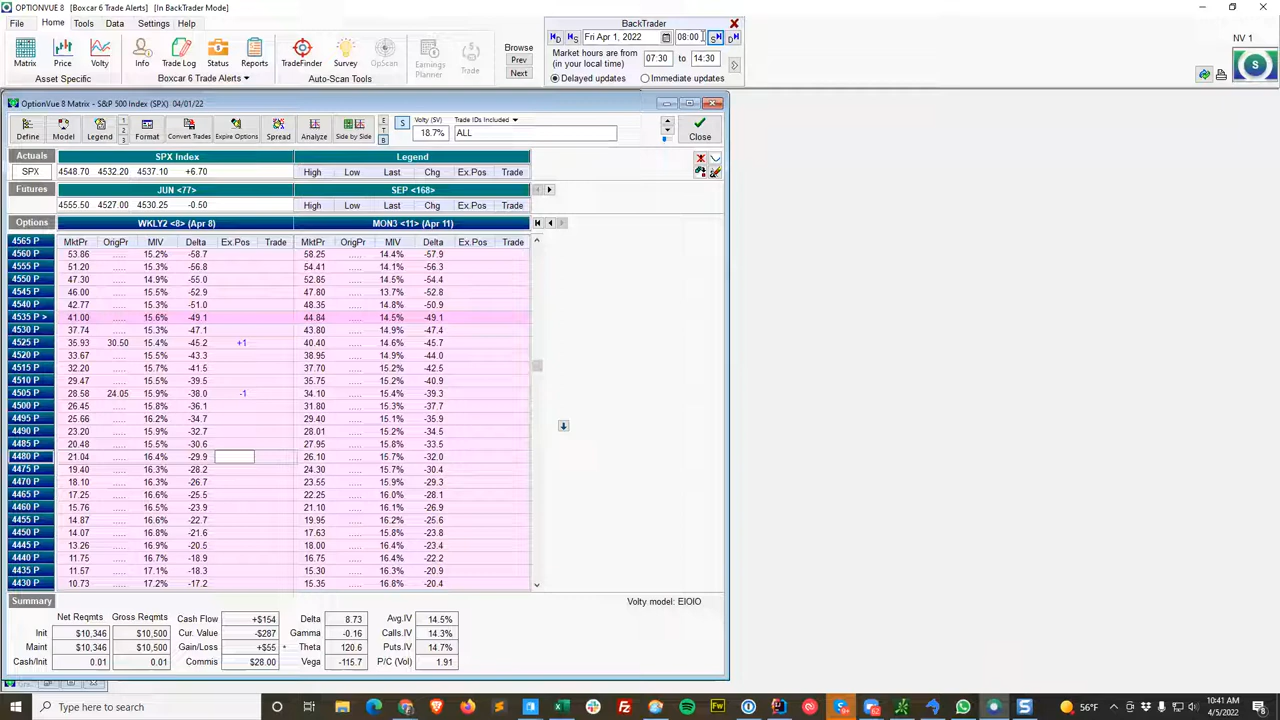 OPTIONVUE 8 [Boxcar 6 Trade Alerts] [In BackTrader Mode]
File Home Tools Data Settings Help
Matrix Price Volty Info Trade Log Status Reports TradeFinder Survey OpScan Earnings Planner Trade
Asset Specific Boxcar 6 Trade Alerts Auto-Scan Tools
Browse
Prev
Next
BackTrader
Fri Apr 1, 2022 08:00
Market hours are from (in your local time) 07:30 to 14:30
Delayed updates Immediate updates
NV 1
OptionVue 8 Matrix - S&P 500 Index (SPX) 04/01/22
Define Model Legend 1 2 3 Format Convert Trades Expire Options Spread Analyze Side by Side E T B S
Volty (SV) Trade IDs Included
18.7% ALL
Close
Actuals SPX Index Legend
SPX 4548.70 4532.20 4537.10 +6.70 High Low Last Chg Ex.Pos Trade
Futures JUN <77> SEP <168>
4555.50 4527.00 4530.25 -0.50 High Low Last Chg Ex.Pos Trade
Options WKLY2 <8> (Apr 8) MON3 <11> (Apr 11)
4565 P MktPr OrigPr MIV Delta Ex.Pos Trade MktPr OrigPr MIV Delta Ex.Pos Trade
4560 P 53.86 ..... 15.2% -58.7 58.25 ..... 14.4% -57.9
4555 P 51.20 ..... 15.3% -56.8 54.41 ..... 14.1% -56.3
4550 P 47.30 ..... 14.9% -55.0 52.85 ..... 14.5% -54.4
4545 P 46.00 ..... 15.3% -52.9 47.80 ..... 13.7% -52.8
4540 P 42.77 ..... 15.3% -51.0 48.35 ..... 14.8% -50.9
4535 P > 41.00 ..... 15.6% -49.1 44.84 ..... 14.5% -49.1
4530 P 37.74 ..... 15.3% -47.1 43.80 ..... 14.9% -47.4
4525 P 35.93 30.50 15.4% -45.2 +1 40.40 ..... 14.6% -45.7
4520 P 33.67 ..... 15.4% -43.3 38.95 ..... 14.9% -44.0
4515 P 32.20 ..... 15.7% -41.5 37.70 ..... 15.2% -42.5
4510 P 29.47 ..... 15.5% -39.5 35.75 ..... 15.2% -40.9
4505 P 28.58 24.05 15.9% -38.0 -1 34.10 ..... 15.4% -39.3
4500 P 26.45 ..... 15.8% -36.1 31.80 ..... 15.3% -37.7
4495 P 25.66 ..... 16.2% -34.7 29.40 ..... 15.1% -35.9
4490 P 23.20 ..... 15.9% -32.7 28.01 ..... 15.2% -34.5
4485 P 20.48 ..... 15.5% -30.6 27.95 ..... 15.8% -33.5
4480 P 21.04 ..... 16.4% -29.9 26.10 ..... 15.7% -32.0
4475 P 19.40 ..... 16.3% -28.2 24.30 ..... 15.7% -30.4
4470 P 18.10 ..... 16.3% -26.7 23.55 ..... 15.9% -29.3
4465 P 17.25 ..... 16.6% -25.5 22.25 ..... 16.0% -28.1
4460 P 15.76 ..... 16.5% -23.9 21.10 ..... 16.1% -26.9
4455 P 14.87 ..... 16.6% -22.7 19.95 ..... 16.2% -25.6
4450 P 14.07 ..... 16.8% -21.6 17.63 ..... 15.8% -23.8
4445 P 13.26 ..... 16.9% -20.5 18.00 ..... 16.4% -23.4
4440 P 11.75 ..... 16.7% -18.9 16.75 ..... 16.4% -22.2
4435 P 11.57 ..... 17.1% -18.3 15.30 ..... 16.3% -20.9
4430 P 10.73 ..... 17.2% -17.2 15.35 ..... 16.8% -20.4
Summary Volty model: EIOIO
Net Reqmts Gross Reqmts Cash Flow +$154 Delta 8.73 Avg.IV 14.5%
Init $10,346 $10,500 Cur. Value -$287 Gamma -0.16 Calls.IV 14.3%
Maint $10,346 $10,500 Gain/Loss +$55 * Theta 120.6 Puts.IV 14.7%
Cash/Init 0.01 0.01 Commis $28.00 Vega -115.7 P/C (Vol) 1.91
Type here to search
56°F
10:41 AM
4/5/2022